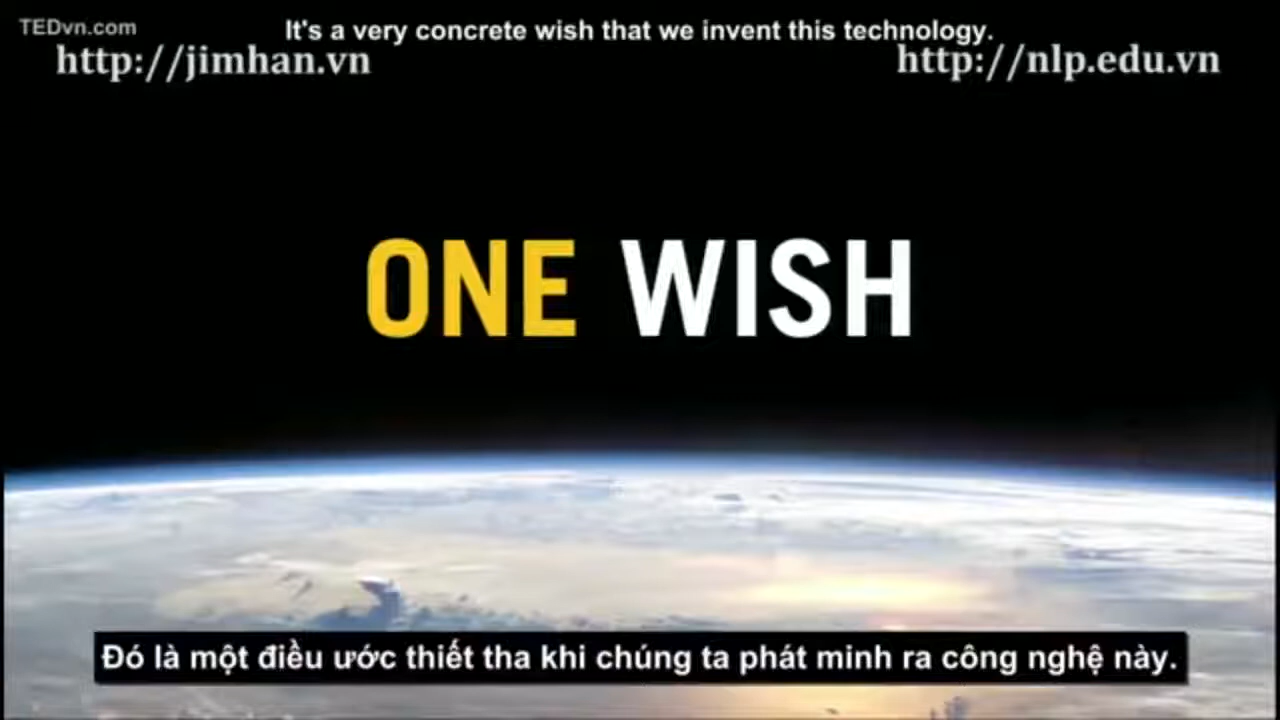 TEDvn.com
It's a very concrete wish that we invent this technology.
http://jimhan.vn
http://nlp.edu.vn
ONE WISH
Đó là một điều ước thiết tha khi chúng ta phát minh ra công nghệ này.